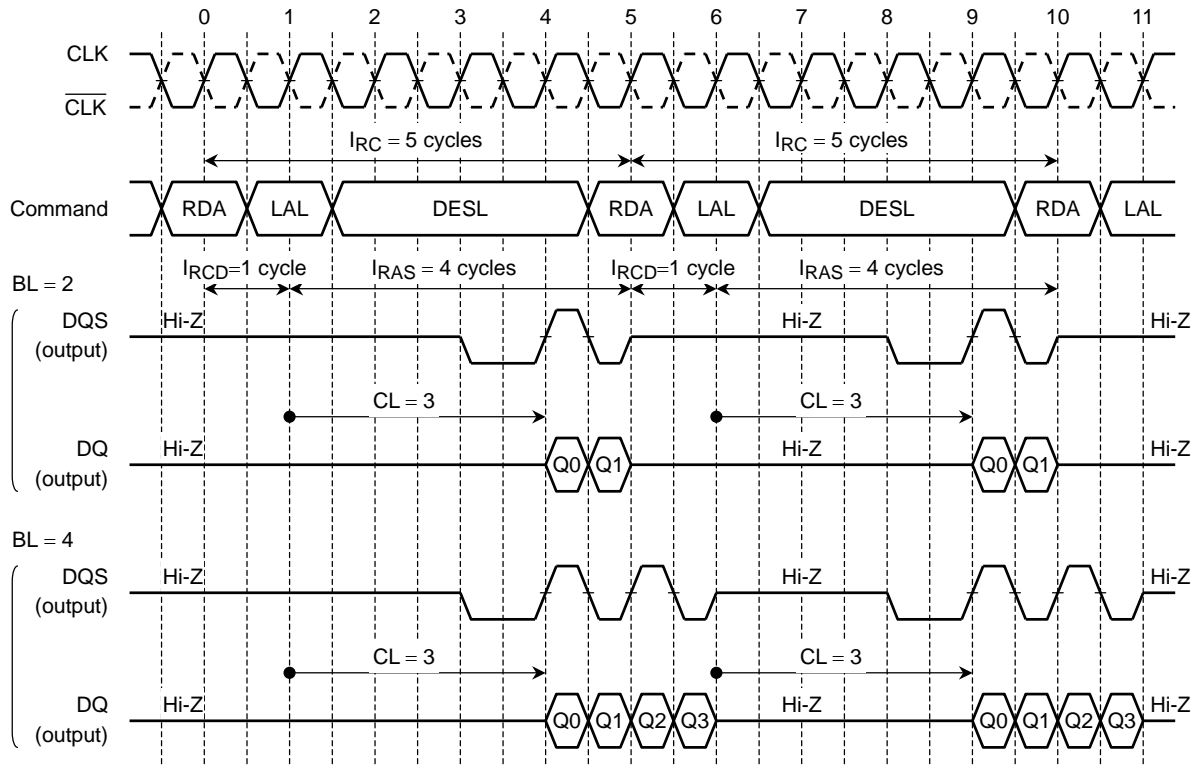 0 1 2 3 4 5 6 7 8 9 10 11
CLK
CLK
IRC = 5 cycles IRC = 5 cycles
Command RDA LAL DESL RDA LAL DESL RDA LAL
IRCD=1 cycle IRAS = 4 cycles IRCD=1 cycle IRAS = 4 cycles
BL = 2
DQS Hi-Z Hi-Z Hi-Z
(output)
CL = 3 CL = 3
DQ Hi-Z Q0 Q1 Hi-Z Q0 Q1 Hi-Z
(output)
BL = 4
DQS Hi-Z Hi-Z Hi-Z
(output)
CL = 3 CL = 3
DQ Hi-Z Q0 Q1 Q2 Q3 Hi-Z Q0 Q1 Q2 Q3 Hi-Z
(output)